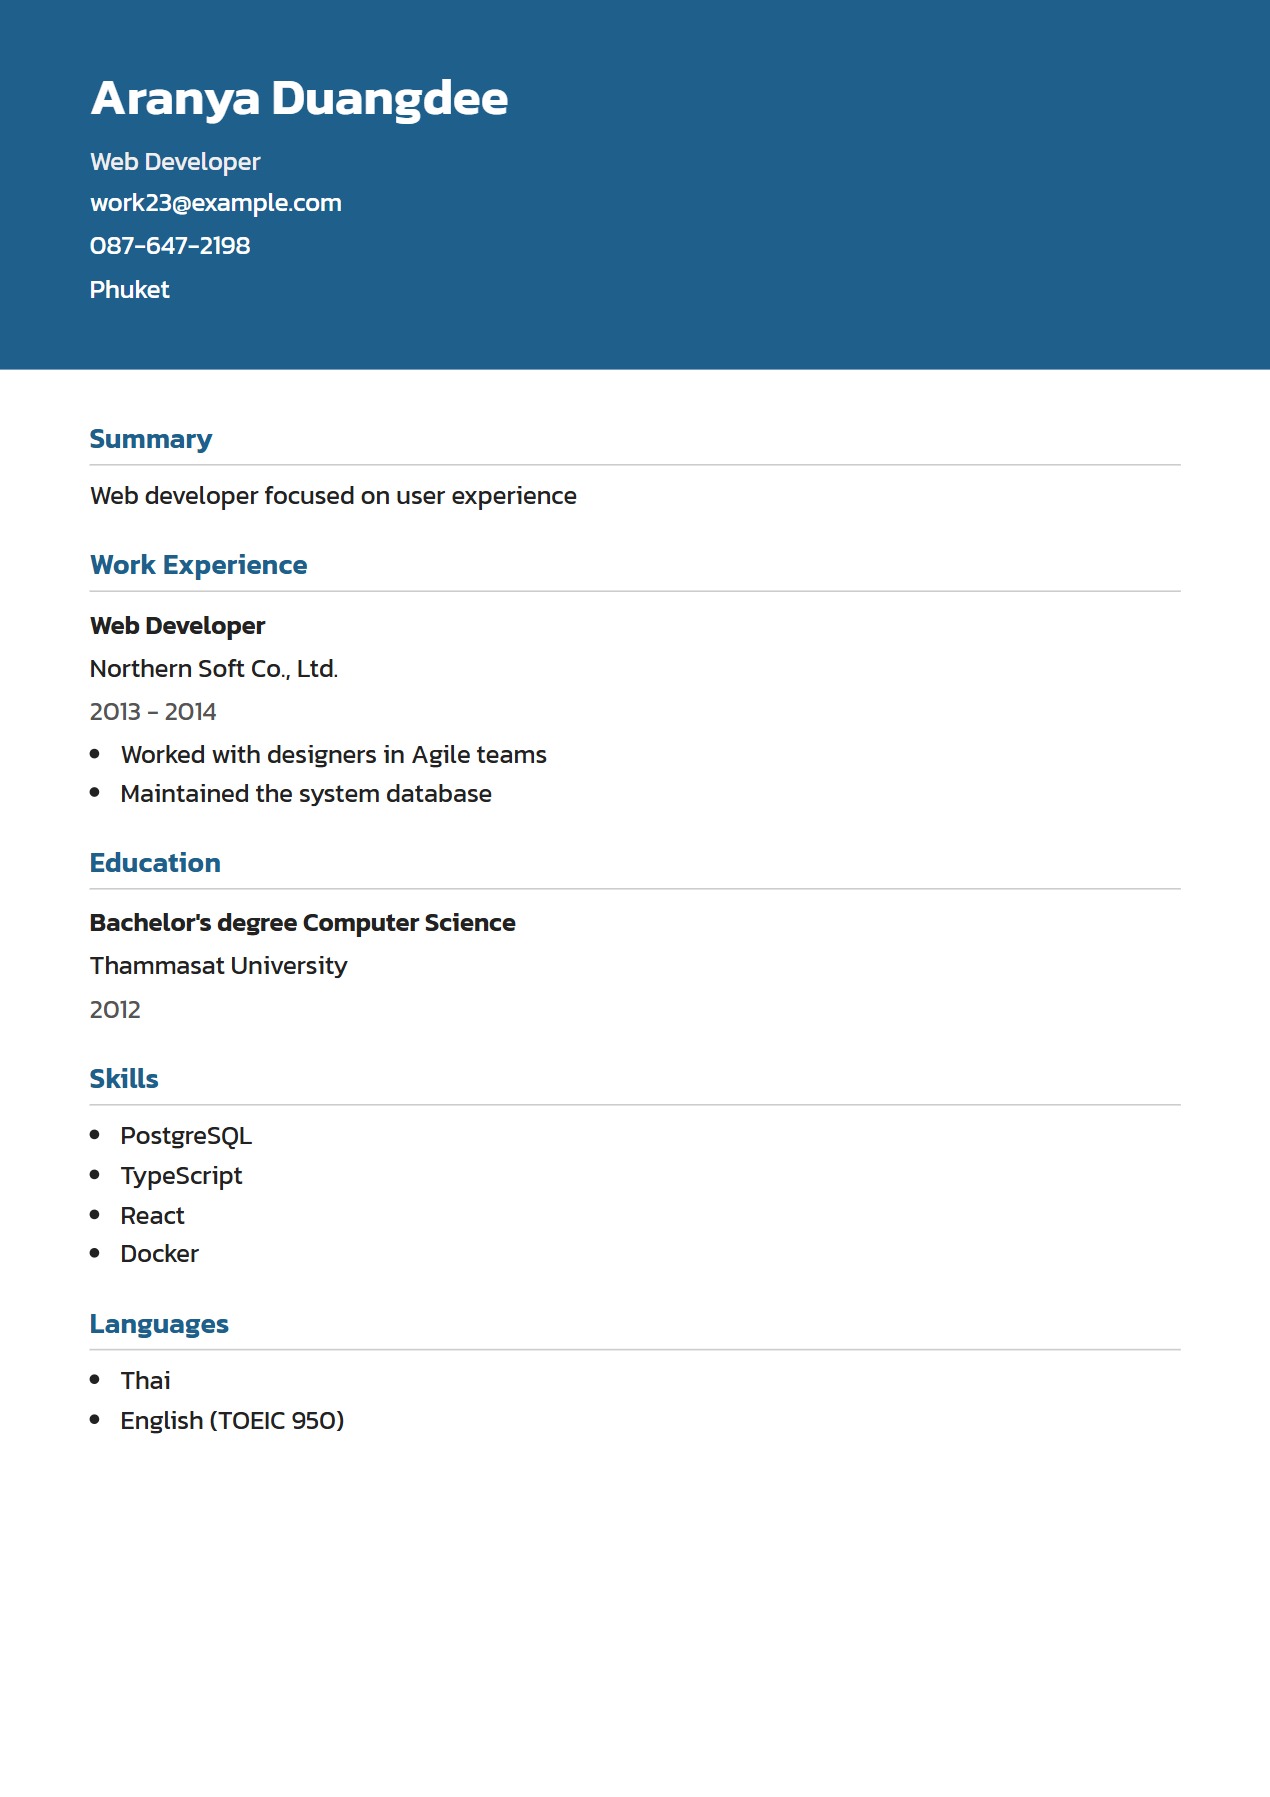 Aranya Duangdee
Web Developer
work23@example.com
087-647-2198
Phuket
Summary
Web developer focused on user experience
Work Experience
Web Developer
Northern Soft Co., Ltd.
2013 - 2014
• Worked with designers in Agile teams
• Maintained the system database
Education
Bachelor's degree Computer Science
Thammasat University
2012
Skills
• PostgreSQL
• TypeScript
• React
• Docker
Languages
• Thai
• English (TOEIC 950)